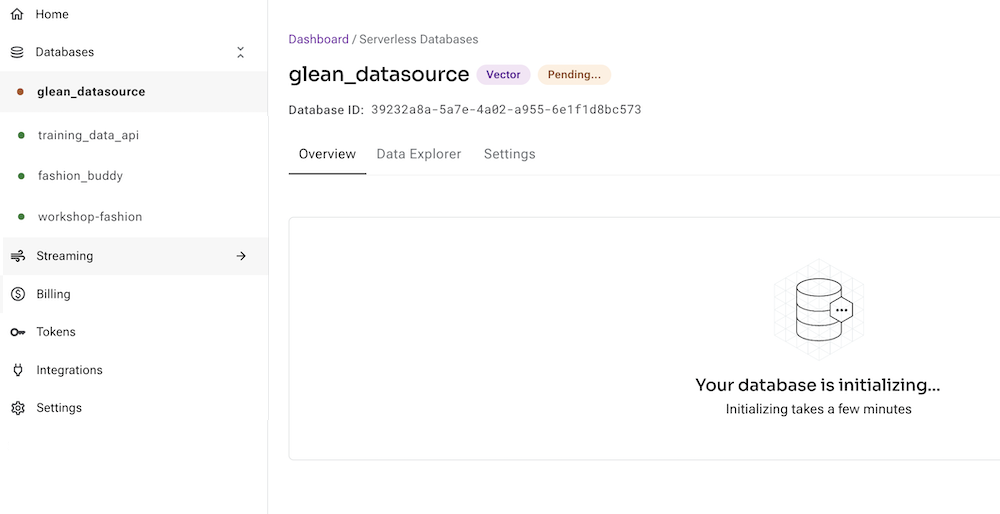 Home
Databases
glean_datasource
training_data_api
fashion_buddy
workshop-fashion
Streaming
Billing
Tokens
Integrations
Settings
Dashboard / Serverless Databases
glean_datasource Vector Pending...
Database ID: 39232a8a-5a7e-4a02-a955-6e1f1d8bc573
Overview Data Explorer Settings
Your database is initializing...
Initializing takes a few minutes